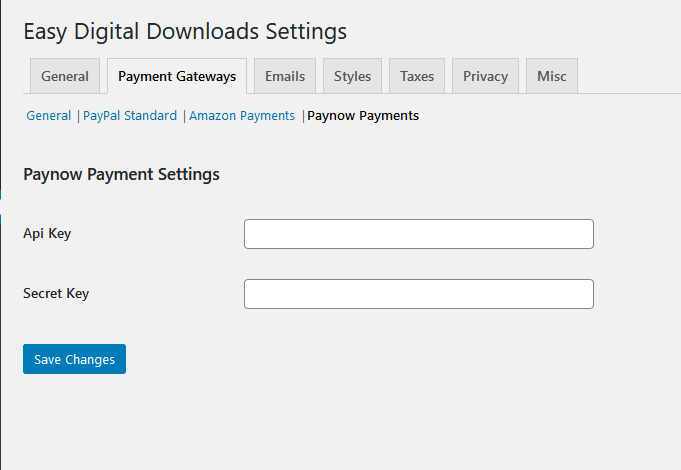 Easy Digital Downloads Settings
General Payment Gateways Emails Styles Taxes Privacy Misc
General | PayPal Standard | Amazon Payments | Paynow Payments
Paynow Payment Settings
Api Key
Secret Key
Save Changes